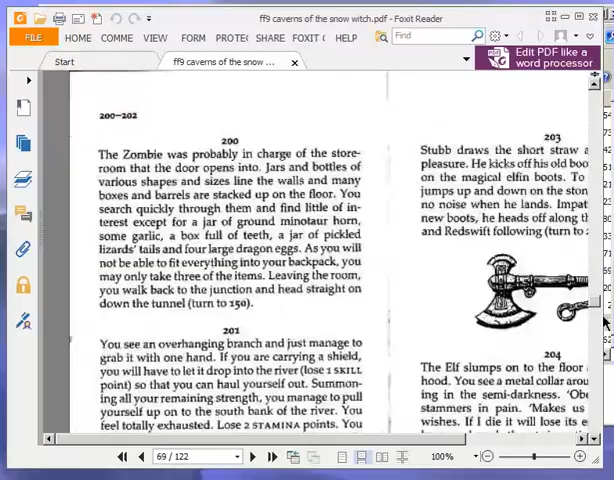 ff9 caverns of the snow witch.pdf - Foxit Reader
FILE HOME COMME VIEW FORM PROTEC SHARE FOXIT C HELP Find
Edit PDF like a
word processor
Start ff9 caverns of the snow ...
200-202
200
The Zombie was probably in charge of the store-
room that the door opens into. Jars and bottles of
various shapes and sizes line the walls and many
boxes and barrels are stacked up on the floor. You
search quickly through them and find little of in-
terest except for a jar of ground minotaur horn,
some garlic, a box full of teeth, a jar of pickled
lizards' tails and four large dragon eggs. As you will
not be able to fit everything into your backpack, you
may only take three of the items. Leaving the room,
you walk back to the junction and head straight on
down the tunnel (turn to 150).
201
You see an overhanging branch and just manage to
grab it with one hand. If you are carrying a shield,
you will have to let it drop into the river (lose 1 SKILL
point) so that you can haul yourself out. Summon-
ing all your remaining strength, you manage to pull
yourself up on to the south bank of the river. You
feel totally exhausted. Lose 2 STAMINA points. You
203
Stubb draws the short straw a
pleasure. He kicks off his old boo
on the magical elfin boots. To
jumps up and down on the ston
no noise when he lands. Impat
new boots, he heads off along th
and Redswift following (turn to
204
The Elf slumps on to the floor
hood. You see a metal collar arou
ing in the semi-darkness. 'Obe
stammers in pain. 'Makes us
wishes. If I die it will lose its e
69 / 122
100%